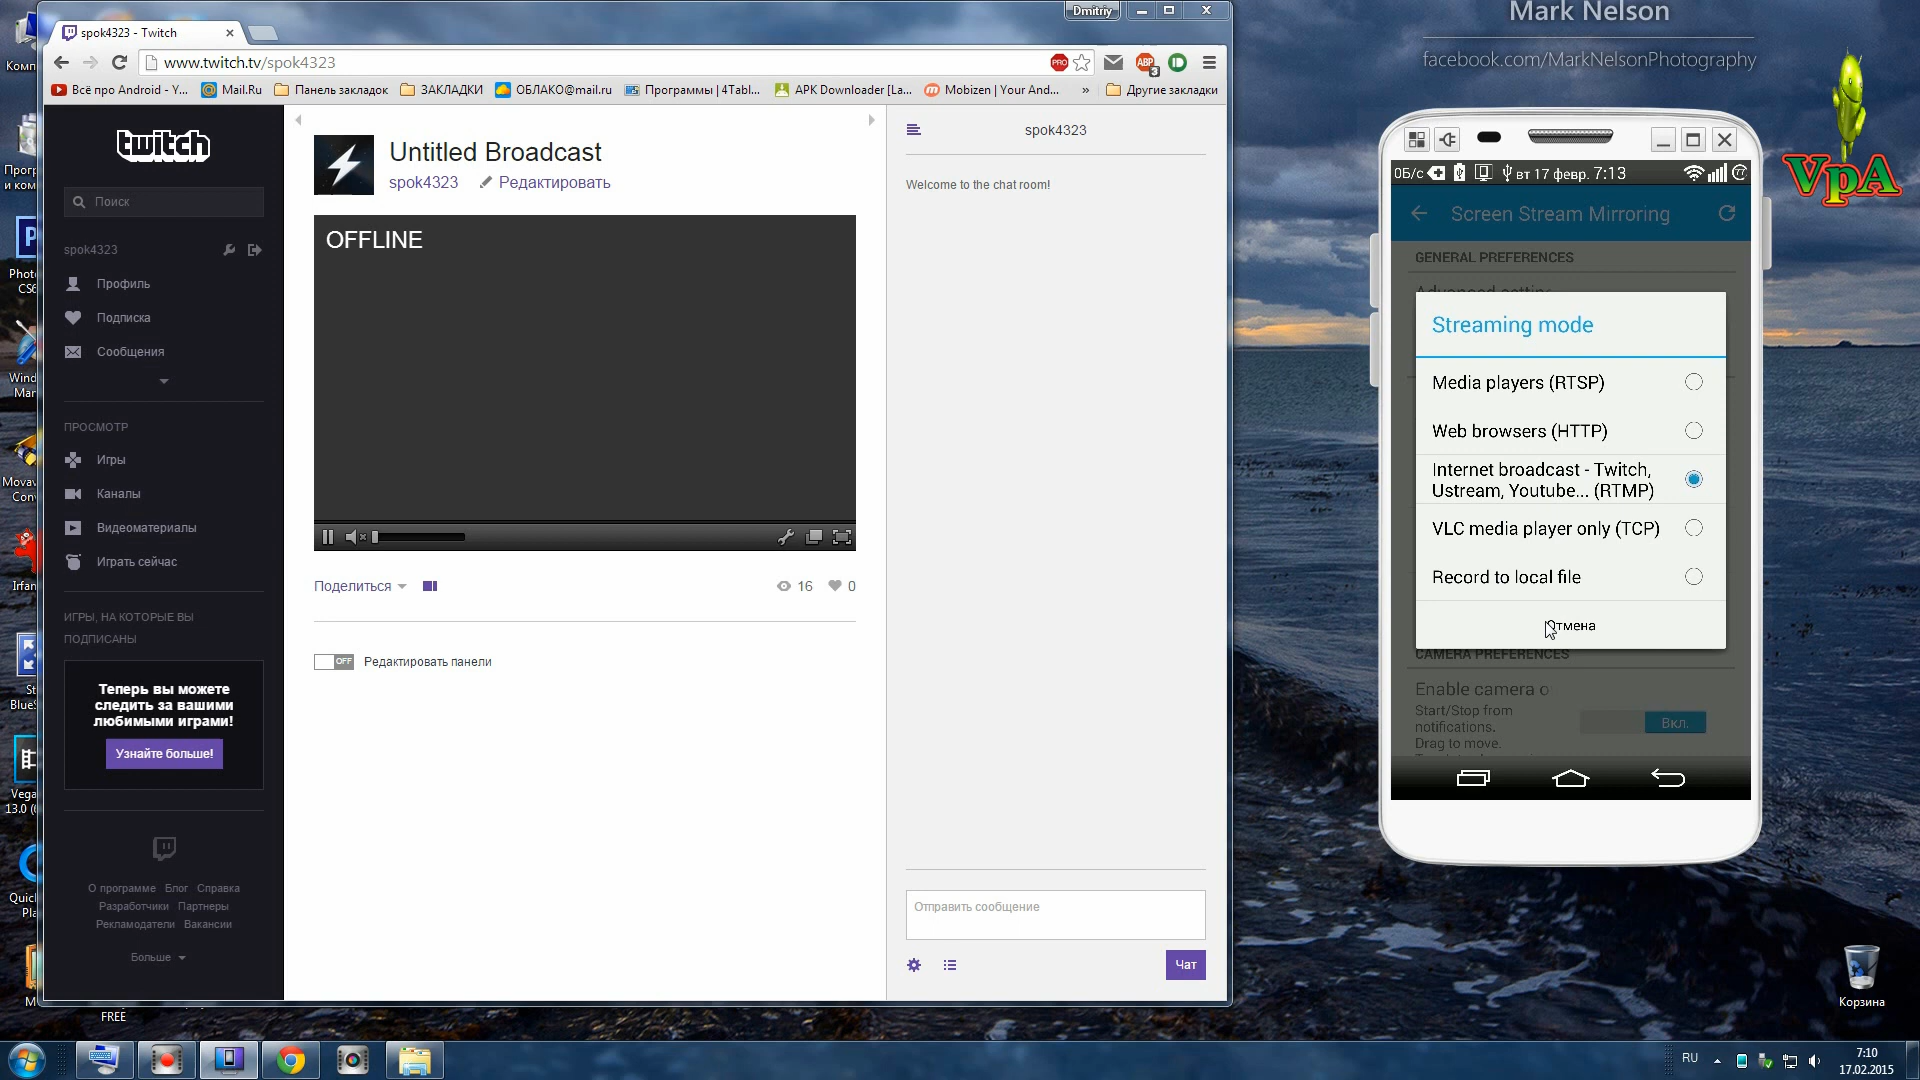 Dmitriy
spok4323 - Twitch
www.twitch.tv/spok4323
PRO
ABP
3
Всё про Android - Y...
Mail.Ru
Панель закладок
ЗАКЛАДКИ
ОБЛАКО@mail.ru
Программы | 4Tabl...
APK Downloader [La...
Mobizen | Your And...
»
Другие закладки
twitch
Поиск
spok4323
Профиль
Подписка
Сообщения
ПРОСМОТР
Игры
Каналы
Видеоматериалы
Играть сейчас
ИГРЫ, НА КОТОРЫЕ ВЫ
ПОДПИСАНЫ
Теперь вы можете
следить за вашими
любимыми играми!
Узнайте больше!
О программе Блог Справка
Разработчики Партнеры
Рекламодатели Вакансии
Больше
Untitled Broadcast
spok4323 Редактировать
OFFLINE
Поделиться
16
0
OFF Редактировать панели
spok4323
Welcome to the chat room!
Отправить сообщение
Чат
Mark Nelson
facebook.com/MarkNelsonPhotography
VpA
0Б/с вт 17 февр. 7:13
Screen Stream Mirroring
GENERAL PREFERENCES
Streaming mode
Media players (RTSP)
Web browsers (HTTP)
Internet broadcast - Twitch,
Ustream, Youtube... (RTMP)
VLC media player only (TCP)
Record to local file
Отмена
CAMERA PREFERENCES
Enable camera o
Start/Stop from
notifications.
Drag to move.
Вкл.
Корзина
FREE
RU
7:10
17.02.2015